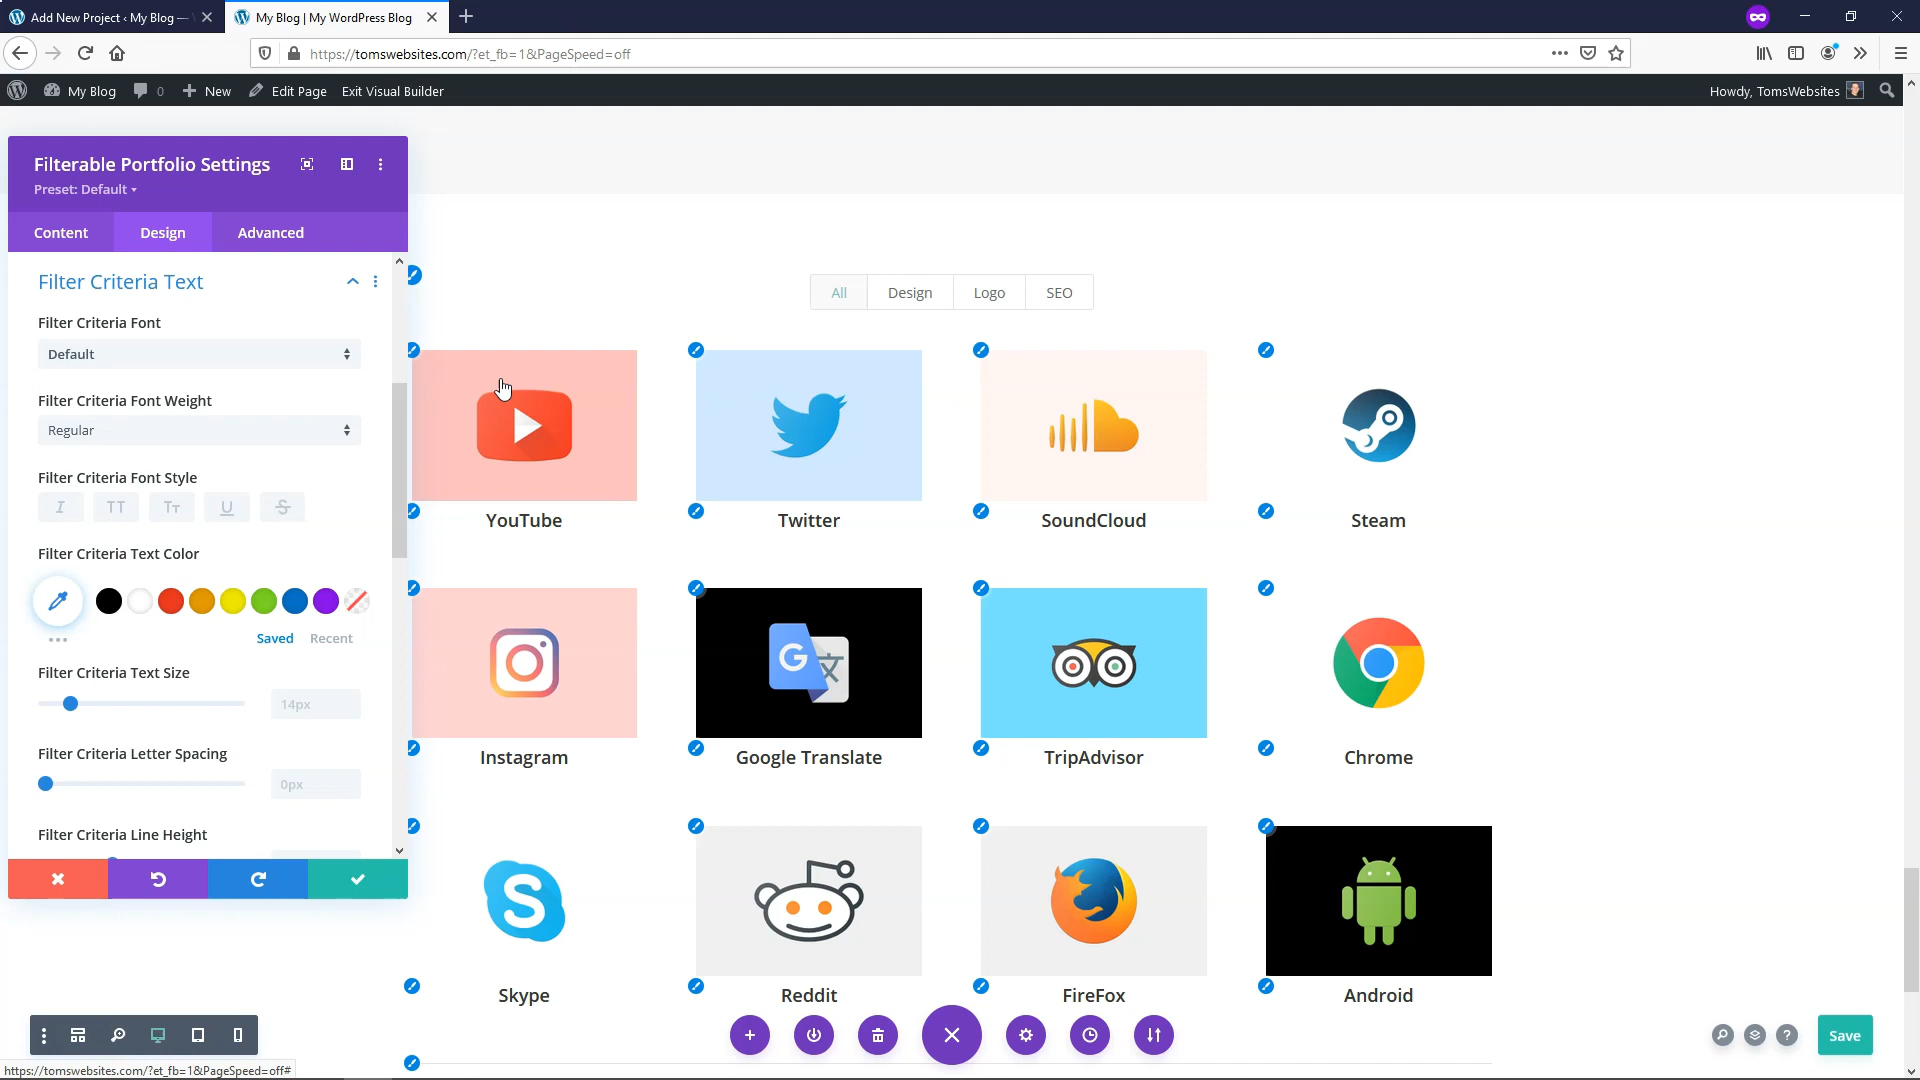 Add New Project ‹ My Blog —
My Blog | My WordPress Blog
https://tomswebsites.com/?et_fb=1&PageSpeed=off
My Blog
0
New
Edit Page
Exit Visual Builder
Howdy, TomsWebsites
Filterable Portfolio Settings
Preset: Default
Content
Design
Advanced
Filter Criteria Text
Filter Criteria Font
Default
Filter Criteria Font Weight
Regular
Filter Criteria Font Style
I TT Tт U S
Filter Criteria Text Color
Saved
Recent
Filter Criteria Text Size
14px
Filter Criteria Letter Spacing
0px
Filter Criteria Line Height
All
Design
Logo
SEO
YouTube
Twitter
SoundCloud
Steam
G 文
Instagram
Google Translate
TripAdvisor
Chrome
S
Skype
Reddit
FireFox
Android
?
Save
https://tomswebsites.com/?et_fb=1&PageSpeed=off#